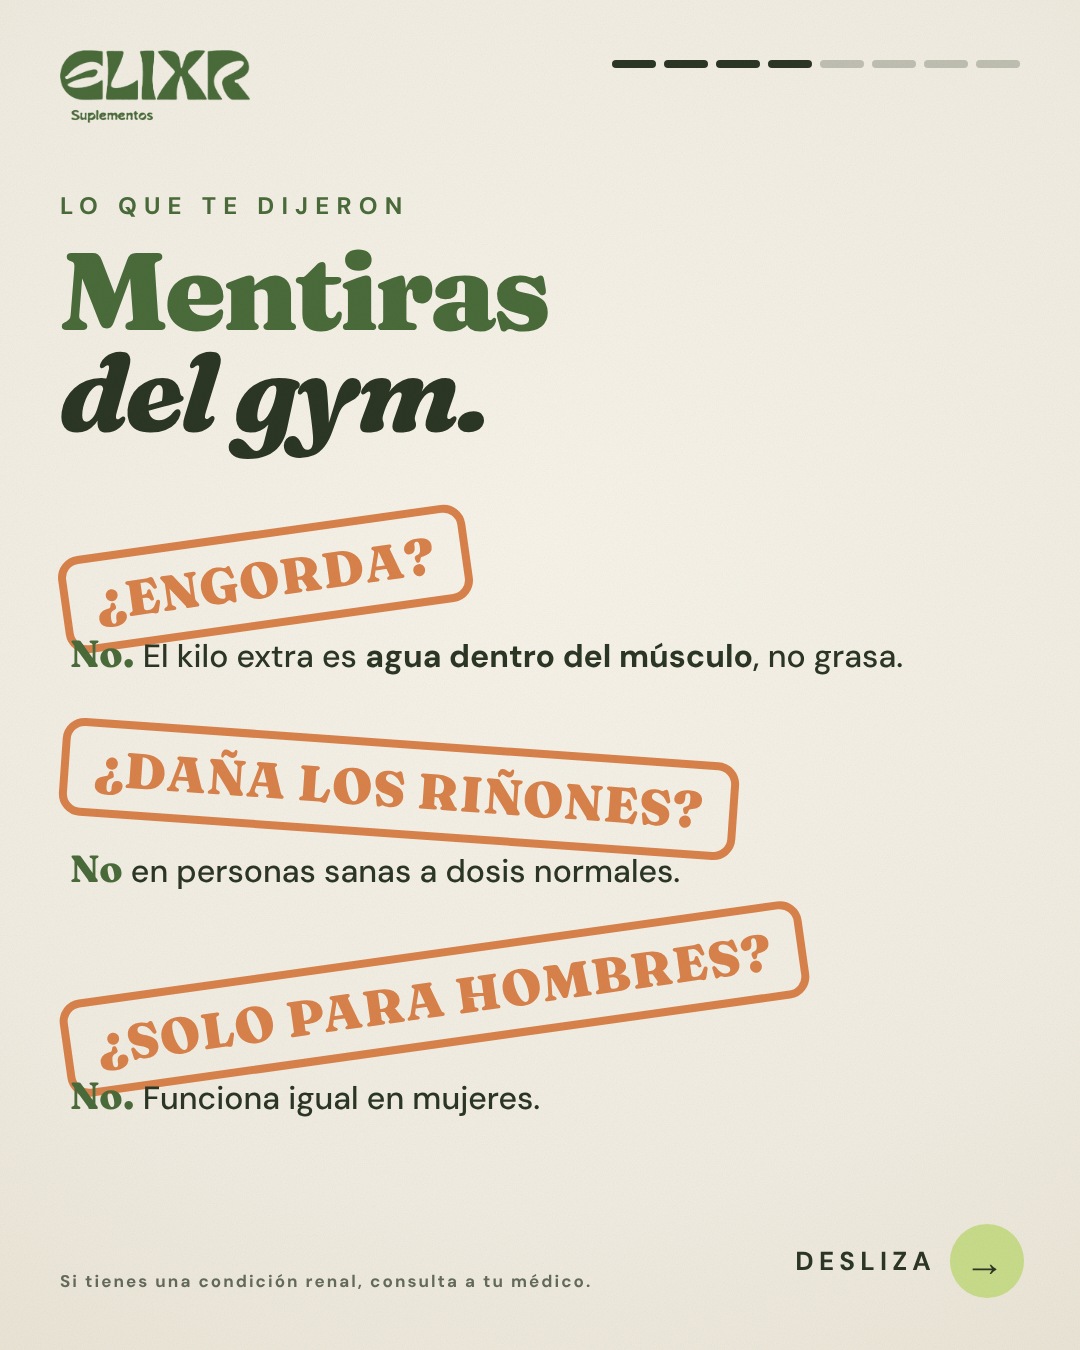 ELIXR
Suplementos
LO QUE TE DIJERON
Mentiras
del gym.
¿ENGORDA?
No. El kilo extra es agua dentro del músculo, no grasa.
¿DAÑA LOS RIÑONES?
No en personas sanas a dosis normales.
¿SOLO PARA HOMBRES?
No. Funciona igual en mujeres.
Si tienes una condición renal, consulta a tu médico.
DESLIZA →